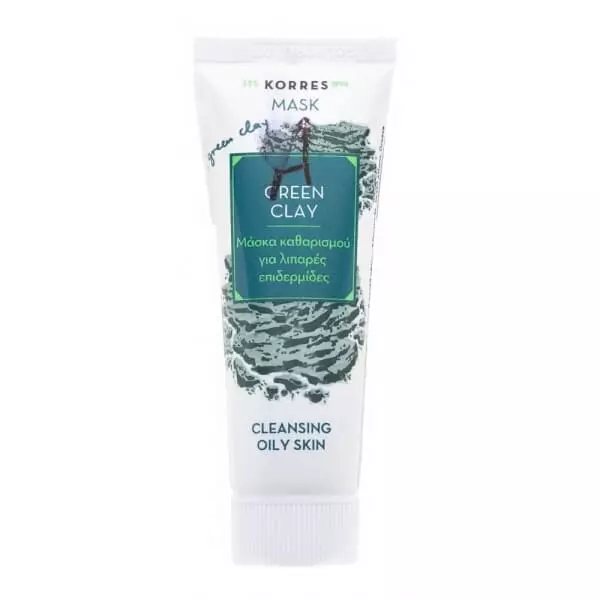 KORRES
MASK
green clay
GREEN
CLAY
Μάσκα καθαρισμού
για λιπαρές
επιδερμίδες
CLEANSING
OILY SKIN